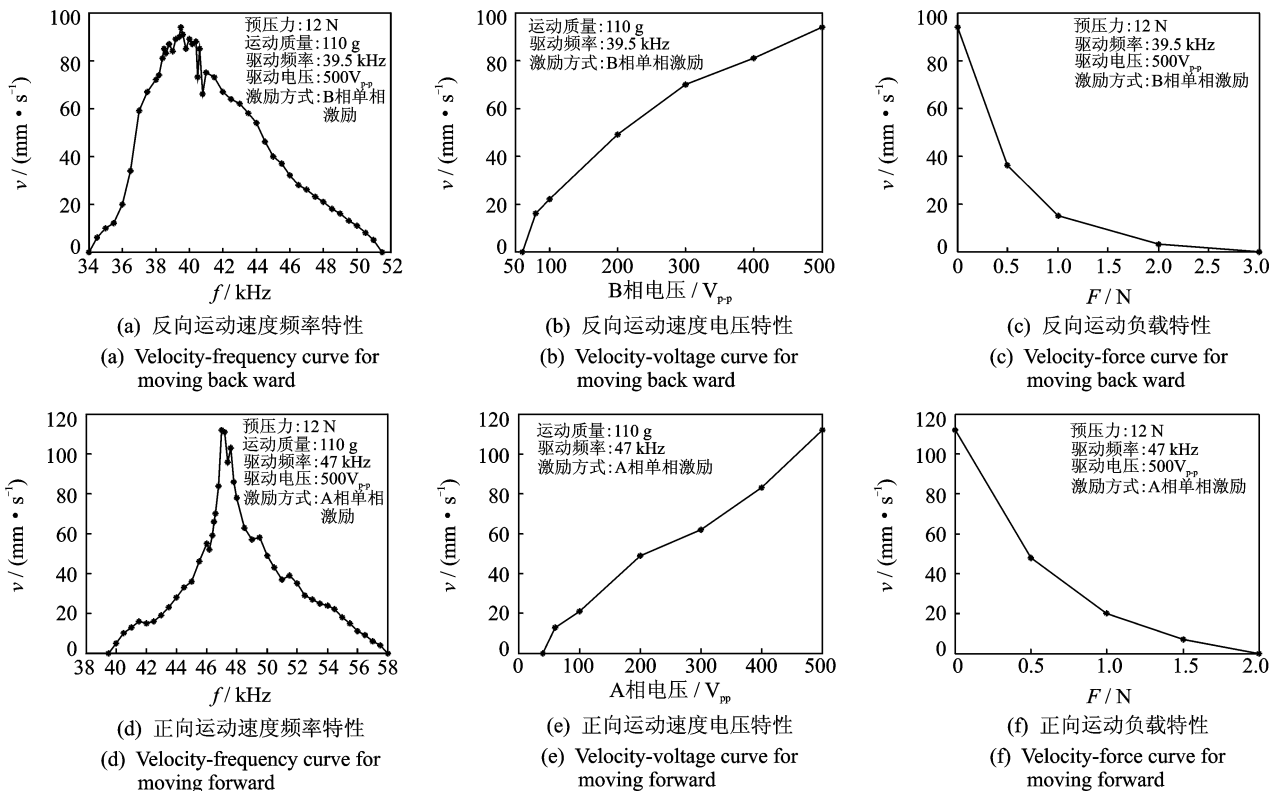 100
80
60
40
20
0
v / (mm • s⁻¹)
预压力:12 N
运动质量:110 g
驱动频率:39.5 kHz
驱动电压:500Vp-p
激励方式:B相单相
激励
34 36 38 40 42 44 46 48 50 52
f / kHz
(a) 反向运动速度频率特性
(a) Velocity-frequency curve for
moving back ward
100
80
60
40
20
0
v / (mm • s⁻¹)
运动质量:110 g
驱动频率:39.5 kHz
激励方式:B相单相激励
50 100 200 300 400 500
B相电压 / Vp-p
(b) 反向运动速度电压特性
(b) Velocity-voltage curve for
moving back ward
100
80
60
40
20
0
v / (mm • s⁻¹)
预压力:12 N
驱动频率:39.5 kHz
驱动电压:500Vp-p
激励方式:B相单相激励
0 0.5 1.0 1.5 2.0 2.5 3.0
F / N
(c) 反向运动负载特性
(c) Velocity-force curve for
moving back ward
120
100
80
60
40
20
0
v / (mm • s⁻¹)
预压力:12 N
运动质量:110 g
驱动频率:47 kHz
驱动电压:500Vp-p
激励方式:A相单相
激励
38 40 42 44 46 48 50 52 54 56 58
f / kHz
(d) 正向运动速度频率特性
(d) Velocity-frequency curve for
moving forward
120
100
80
60
40
20
0
v / (mm • s⁻¹)
运动质量:110 g
驱动频率:47 kHz
激励方式:A相单相激励
0 100 200 300 400 500
A相电压 / Vpp
(e) 正向运动速度电压特性
(e) Velocity-voltage curve for
moving forward
120
100
80
60
40
20
0
v / (mm • s⁻¹)
预压力:12 N
驱动频率:47 kHz
驱动电压:500Vp-p
激励方式:A相单相激励
0 0.5 1.0 1.5 2.0
F / N
(f) 正向运动负载特性
(f) Velocity-force curve for
moving forward